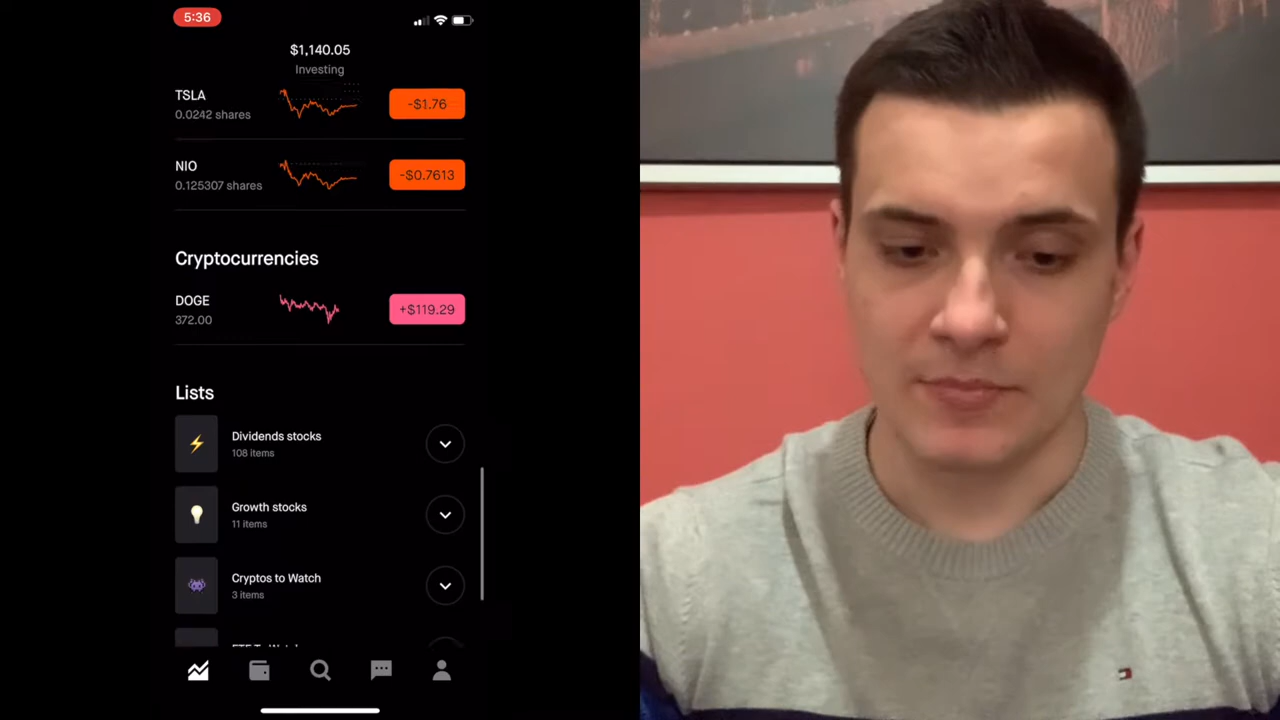 5:36
$1,140.05
Investing
TSLA
0.0242 shares
-$1.76
NIO
0.125307 shares
-$0.7613
Cryptocurrencies
DOGE
372.00
+$119.29
Lists
Dividends stocks
108 items
Growth stocks
11 items
Cryptos to Watch
3 items